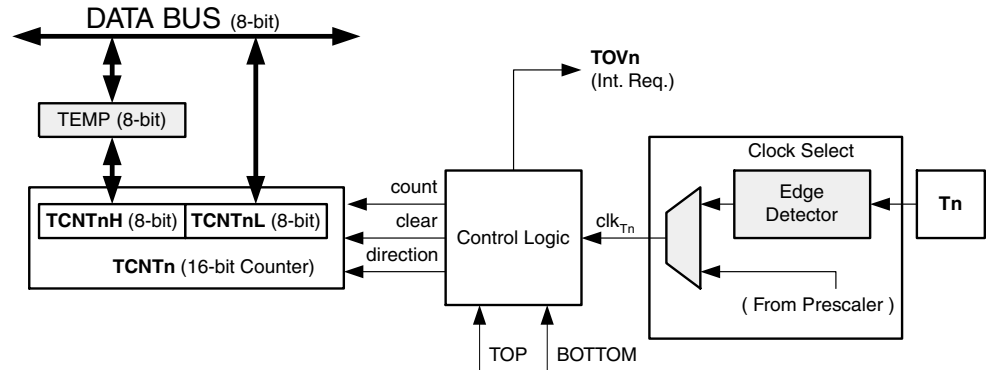 DATA BUS (8-bit)
TOVn
(Int. Req.)
TEMP (8-bit)
Clock Select
count
Edge
Detector
Tn
TCNTnH (8-bit) TCNTnL (8-bit)
clear
Control Logic
clkTn
TCNTn (16-bit Counter)
direction
( From Prescaler )
TOP
BOTTOM